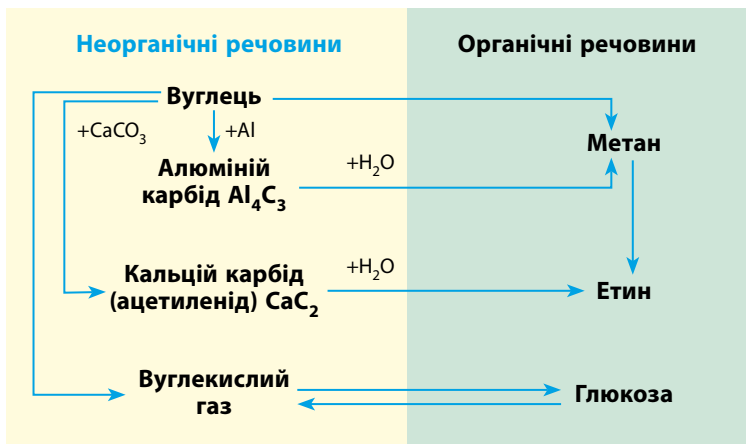 Неорганічні речовини
Органічні речовини
Вуглець
+CaCO₃
+Al
Метан
Алюміній
карбід Al₄C₃
+H₂O
Кальцій карбід
(ацетиленід) CaC₂
+H₂O
Етин
Вуглекислий
газ
Глюкоза